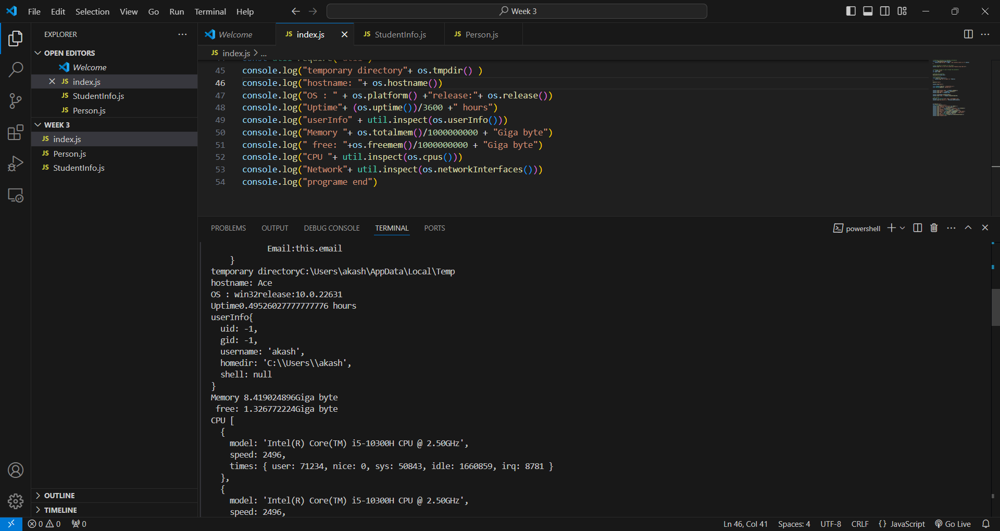 File Edit Selection View Go Run Terminal Help
Week 3
EXPLORER
OPEN EDITORS
Welcome
JS index.js
JS StudentInfo.js
JS Person.js
WEEK 3
JS index.js
JS Person.js
JS StudentInfo.js
OUTLINE
TIMELINE
Welcome JS index.js JS StudentInfo.js JS Person.js
JS index.js > ...
45 console.log("temporary directory"+ os.tmpdir() )
46 console.log("hostname: "+ os.hostname())
47 console.log("OS : " + os.platform() +"release:"+ os.release())
48 console.log("Uptime"+ (os.uptime())/3600 +" hours")
49 console.log("userInfo" + util.inspect(os.userInfo()))
50 console.log("Memory "+ os.totalmem()/1000000000 + "Giga byte")
51 console.log(" free: "+os.freemem()/1000000000 + "Giga byte")
52 console.log("CPU "+ util.inspect(os.cpus()))
53 console.log("Network"+ util.inspect(os.networkInterfaces()))
54 console.log("programe end")
PROBLEMS OUTPUT DEBUG CONSOLE TERMINAL PORTS
powershell
Email:this.email
}
temporary directoryC:\Users\akash\AppData\Local\Temp
hostname: Ace
OS : win32release:10.0.22631
Uptime0.49526027777777776 hours
userInfo{
uid: -1,
gid: -1,
username: 'akash',
homedir: 'C:\\Users\\akash',
shell: null
}
Memory 8.419024896Giga byte
free: 1.326772224Giga byte
CPU [
{
model: 'Intel(R) Core(TM) i5-10300H CPU @ 2.50GHz',
speed: 2496,
times: { user: 71234, nice: 0, sys: 50843, idle: 1660859, irq: 8781 }
},
{
model: 'Intel(R) Core(TM) i5-10300H CPU @ 2.50GHz',
speed: 2496,
0 0 0
Ln 46, Col 41 Spaces: 4 UTF-8 CRLF {} JavaScript Go Live